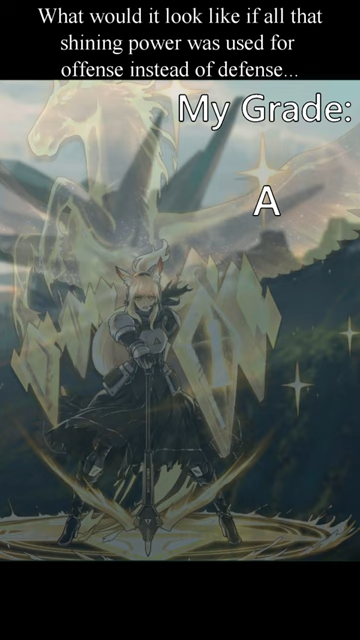 What would it look like if all that
shining power was used for
offense instead of defense...
My Grade:
A